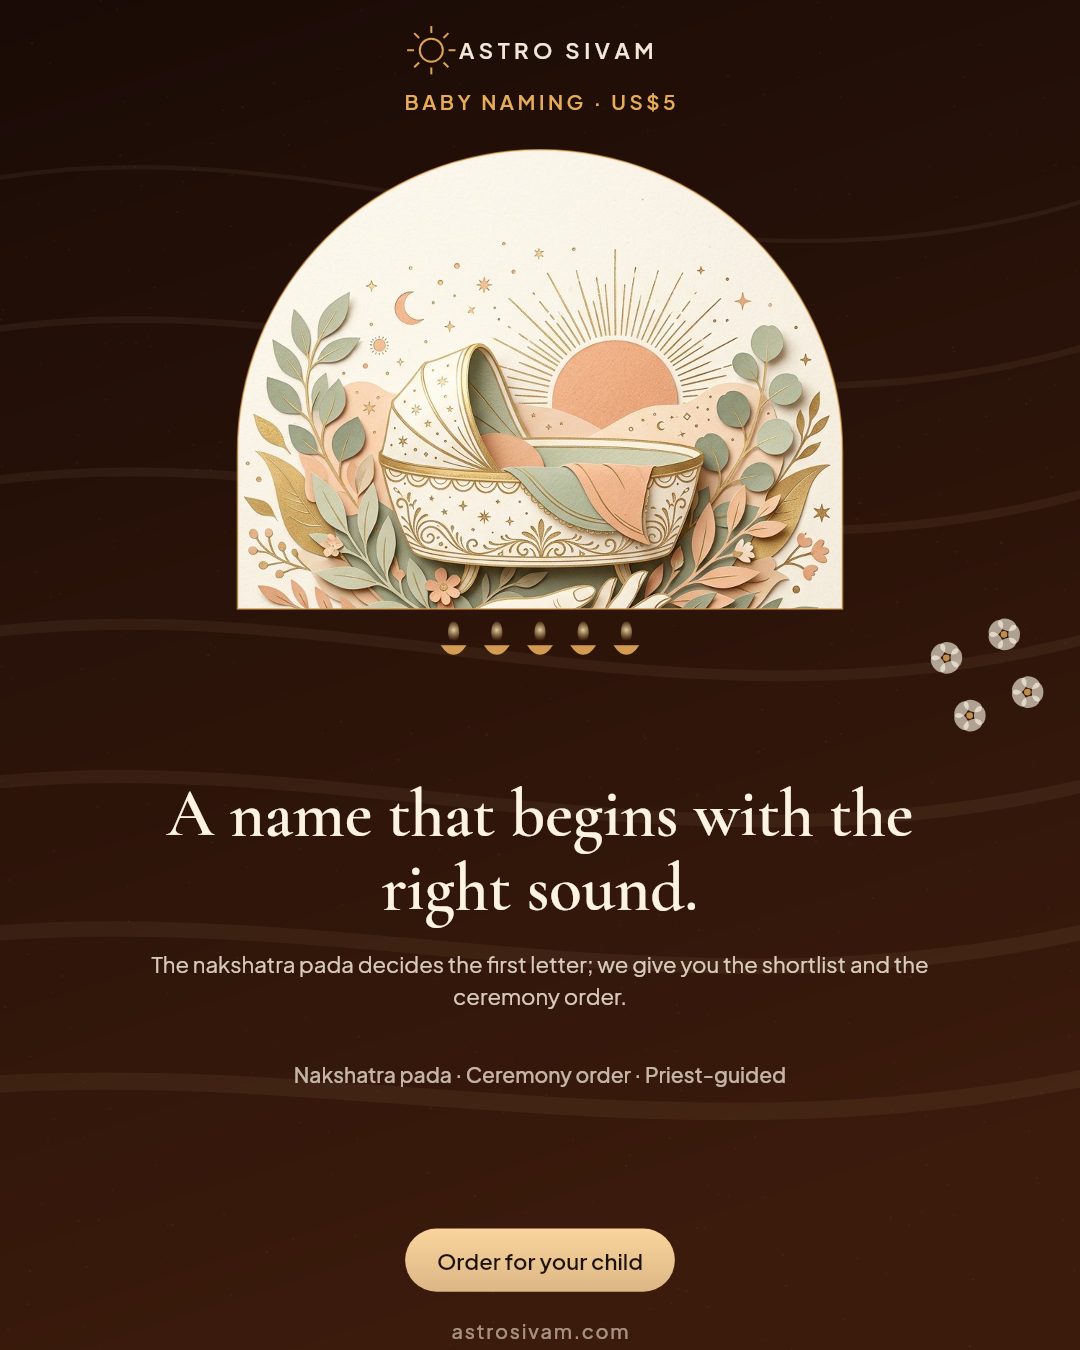 ASTRO SIVAM
BABY NAMING · US$5
A name that begins with the
right sound.
The nakshatra pada decides the first letter; we give you the shortlist and the
ceremony order.
Nakshatra pada · Ceremony order · Priest-guided
Order for your child
astrosivam.com